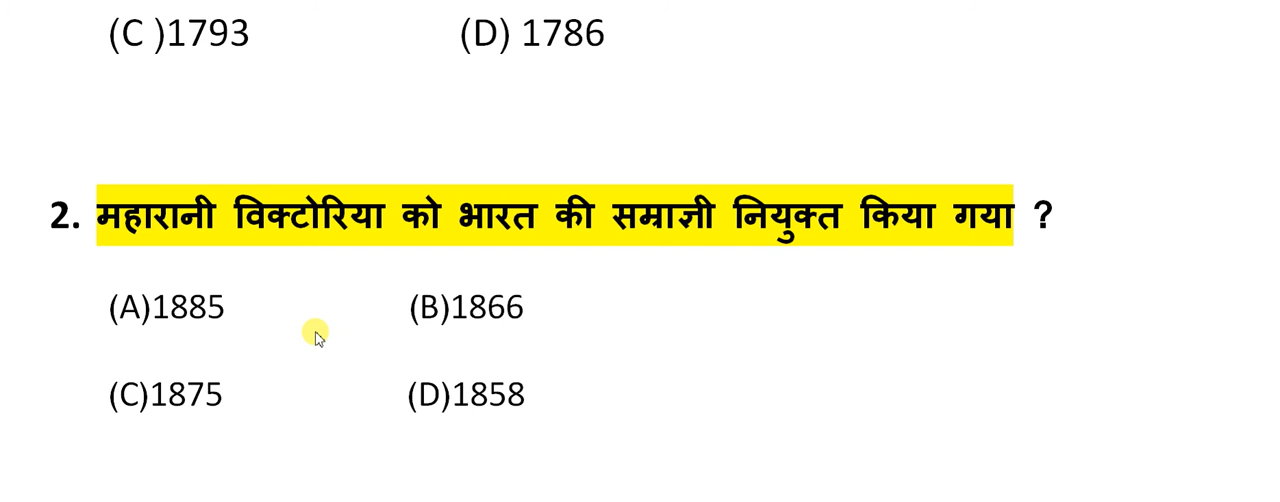 (C )1793 (D) 1786
2. महारानी विक्टोरिया को भारत की सम्राज्ञी नियुक्त किया गया ?
(A)1885 (B)1866
(C)1875 (D)1858